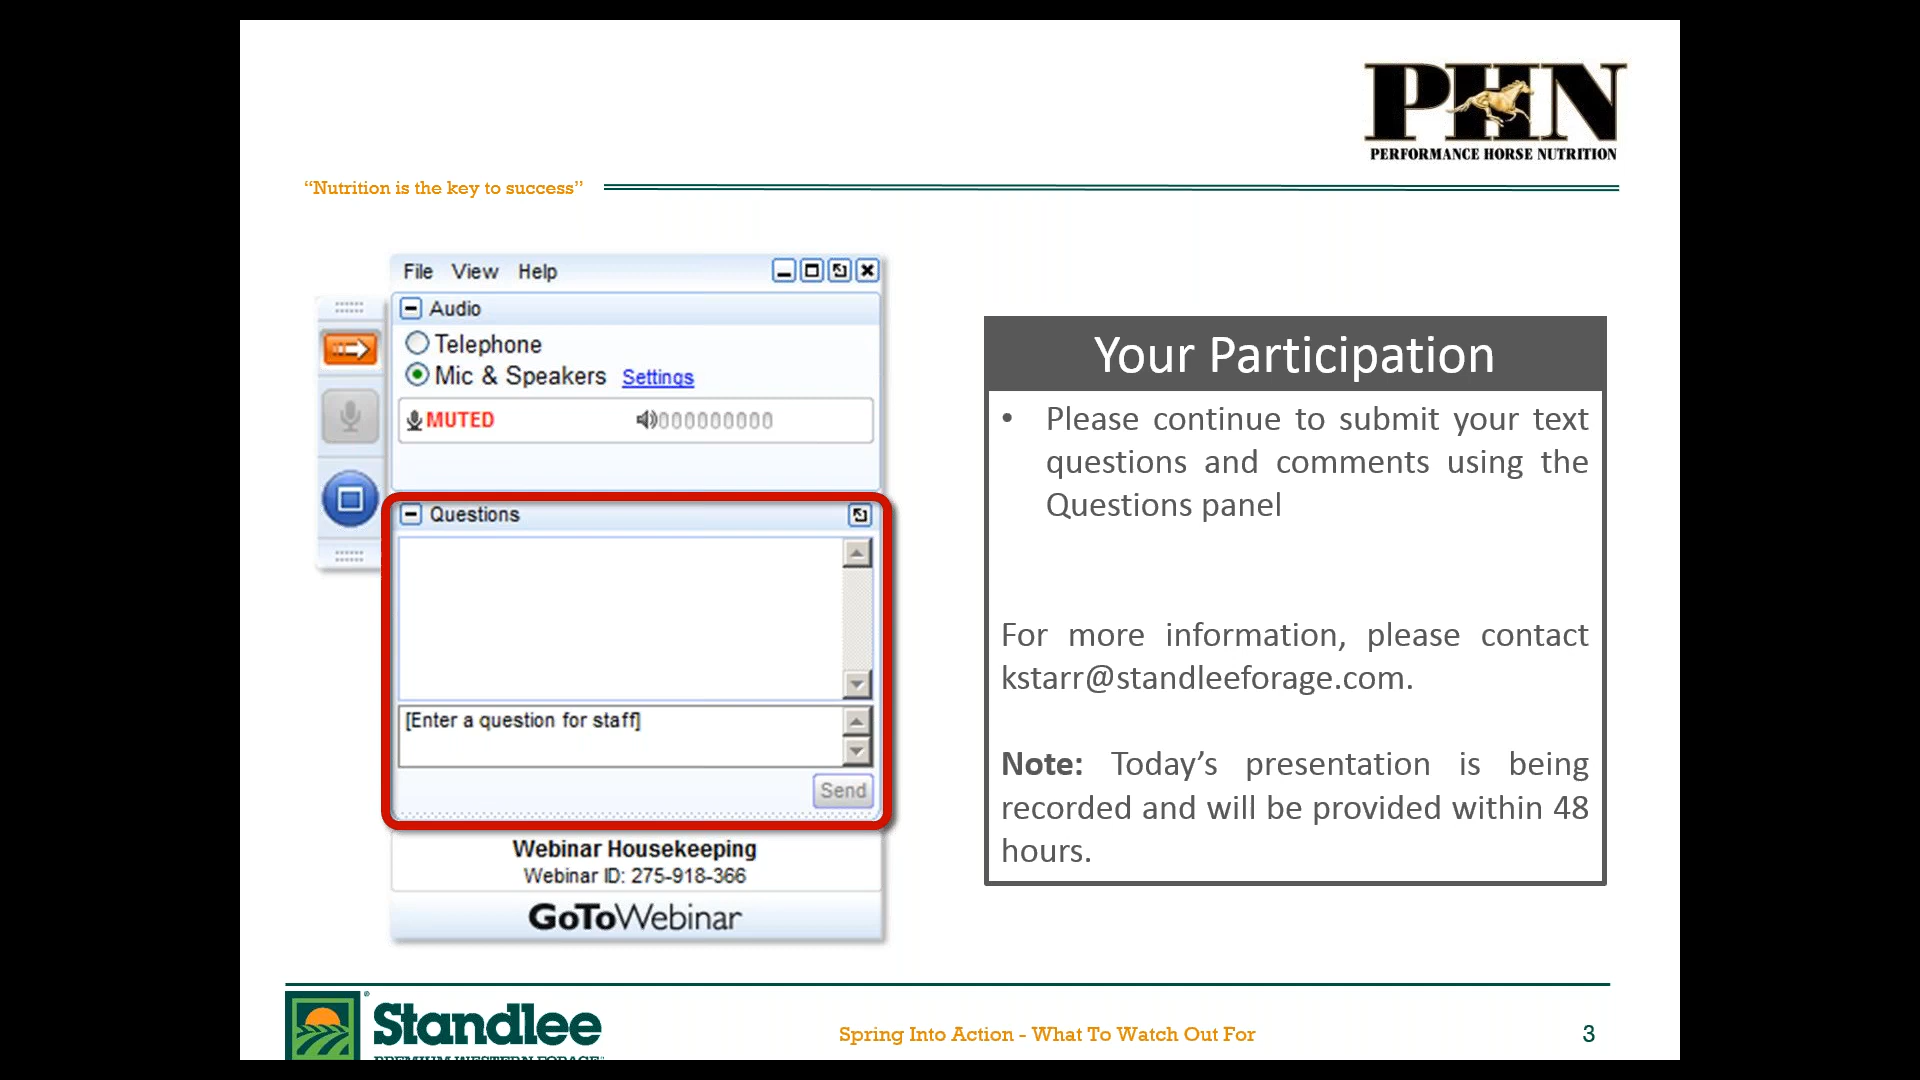 PHN
PERFORMANCE HORSE NUTRITION
“Nutrition is the key to success”
File View Help
Audio
Telephone
Mic & Speakers Settings
MUTED
Questions
[Enter a question for staff]
Send
Webinar Housekeeping
Webinar ID: 275-918-366
GoToWebinar
Your Participation
• Please continue to submit your text
questions and comments using the
Questions panel
For more information, please contact
kstarr@standleeforage.com.
Note: Today’s presentation is being
recorded and will be provided within 48
hours.
Standlee
PREMIUM WESTERN FORAGE
Spring Into Action - What To Watch Out For
3